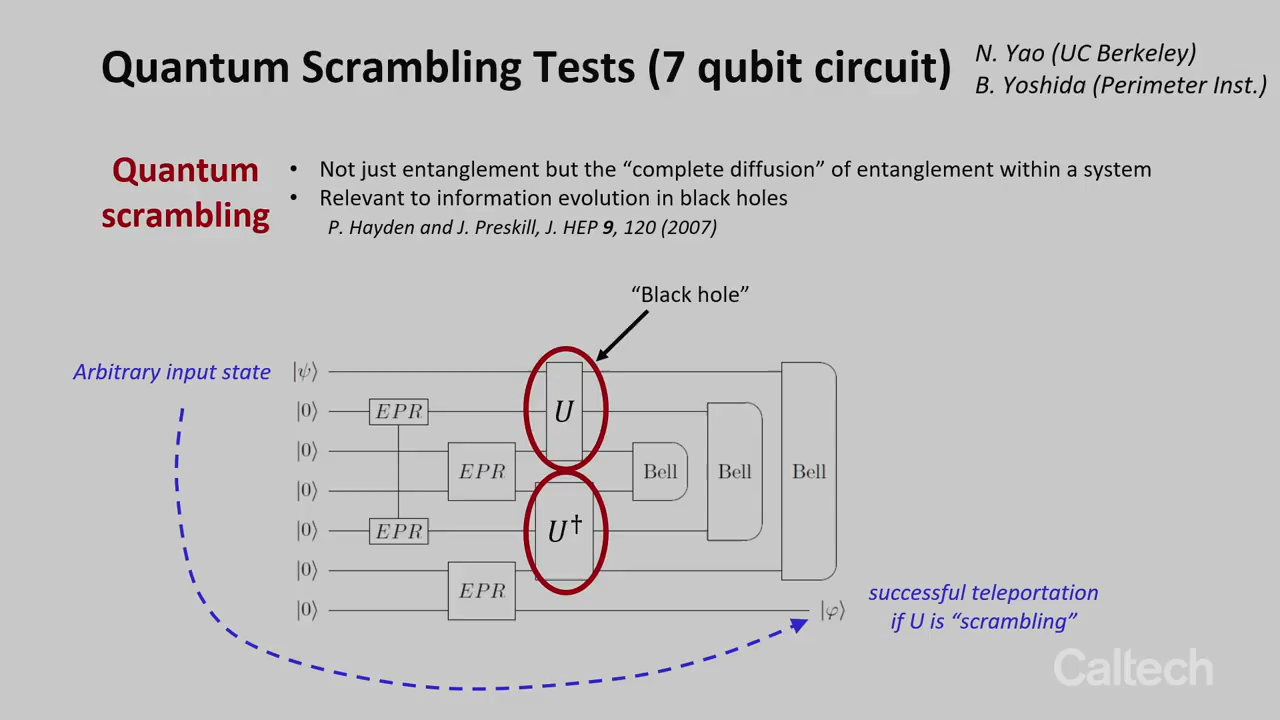 Quantum Scrambling Tests (7 qubit circuit)
N. Yao (UC Berkeley)
B. Yoshida (Perimeter Inst.)
Quantum
scrambling
• Not just entanglement but the “complete diffusion” of entanglement within a system
• Relevant to information evolution in black holes
P. Hayden and J. Preskill, J. HEP 9, 120 (2007)
“Black hole”
Arbitrary input state
|ψ⟩
|0⟩
|0⟩
|0⟩
|0⟩
|0⟩
|0⟩
EPR
EPR
EPR
EPR
U
U†
Bell
Bell
Bell
|φ⟩
successful teleportation
if U is “scrambling”
Caltech